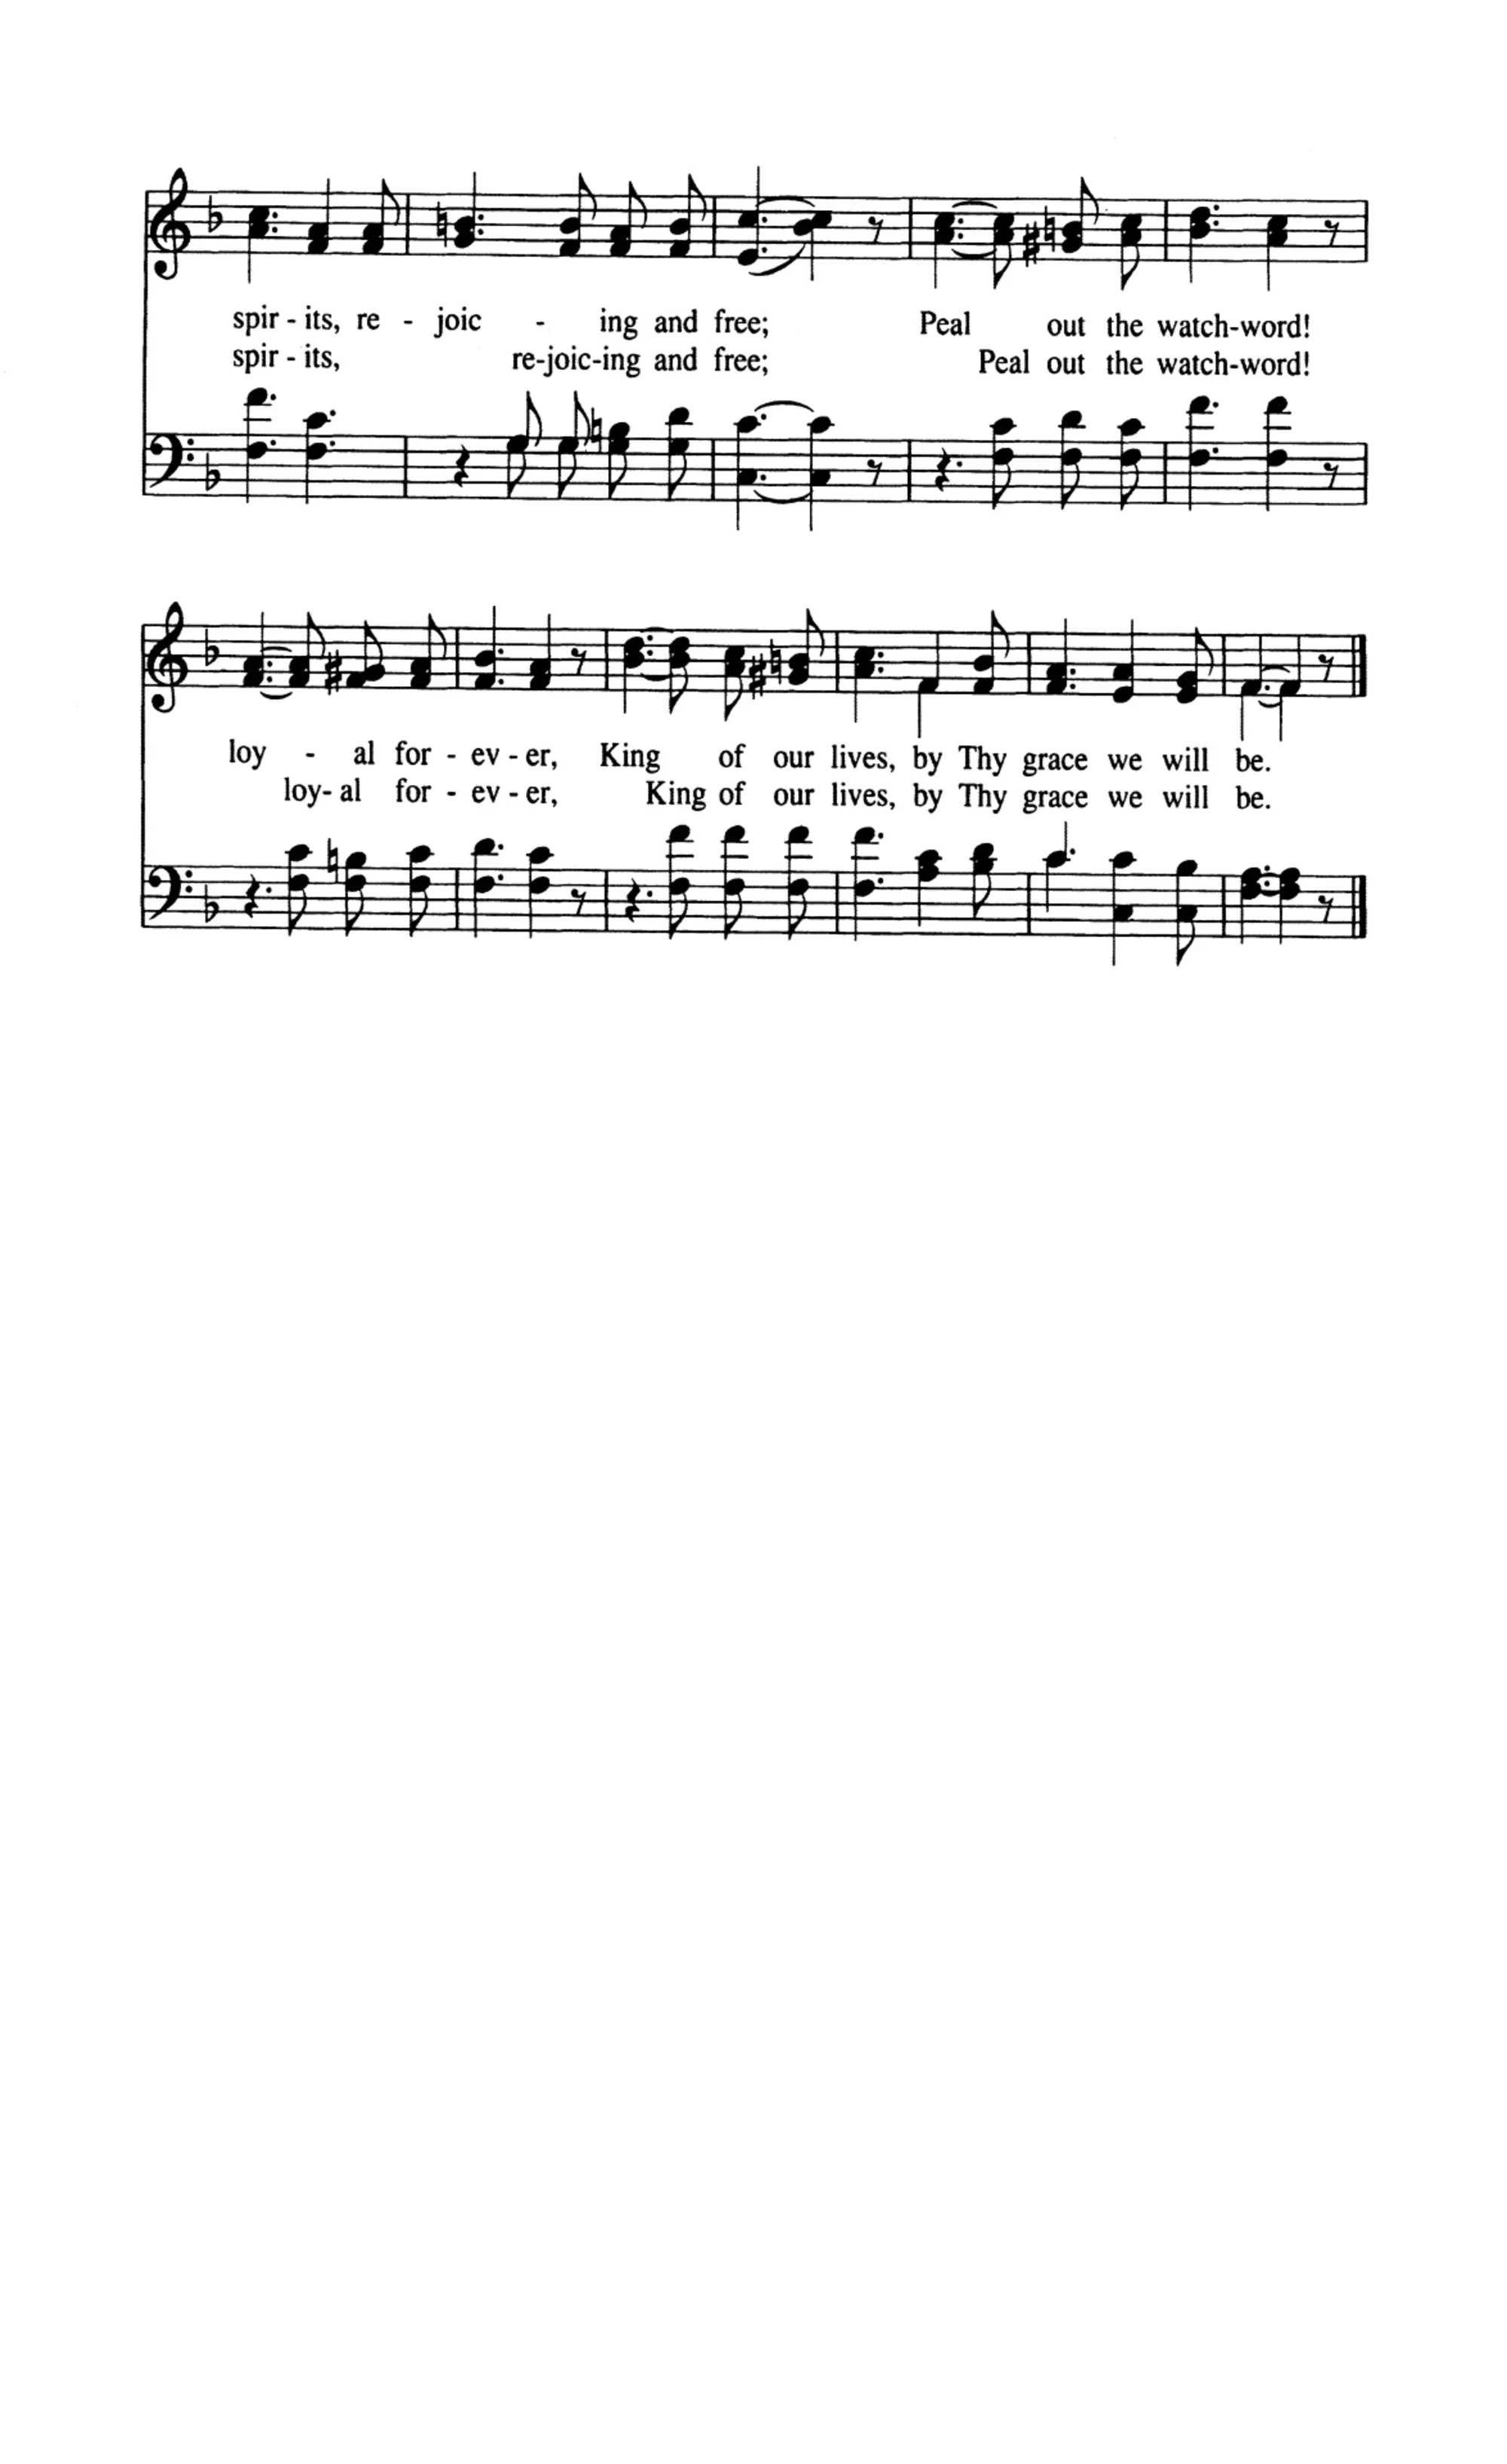 spir - its, re - joic - ing and free; Peal out the watch-word!
spir - its, re-joic-ing and free; Peal out the watch-word!
loy - al for - ev - er, King of our lives, by Thy grace we will be.
loy- al for - ev - er, King of our lives, by Thy grace we will be.